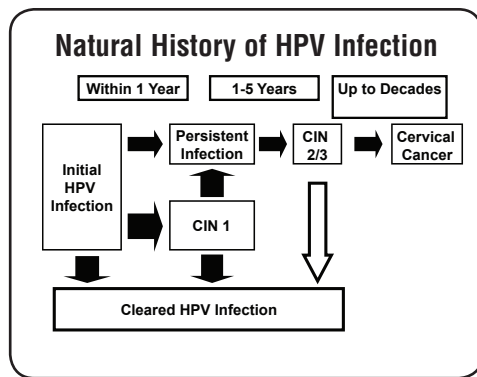 Natural History of HPV Infection
Within 1 Year
1-5 Years
Up to Decades
Initial
HPV
Infection
Persistent
Infection
CIN
2/3
Cervical
Cancer
CIN 1
Cleared HPV Infection